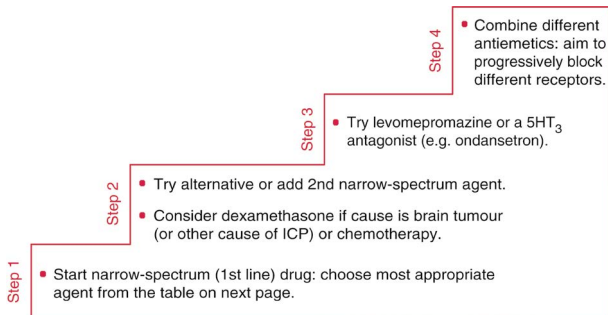 Step 4
• Combine different
antiemetics: aim to
progressively block
different receptors.
Step 3
• Try levomepromazine or a 5HT₃
antagonist (e.g. ondansetron).
Step 2
• Try alternative or add 2nd narrow-spectrum agent.
• Consider dexamethasone if cause is brain tumour
(or other cause of ICP) or chemotherapy.
Step 1
• Start narrow-spectrum (1st line) drug: choose most appropriate
agent from the table on next page.